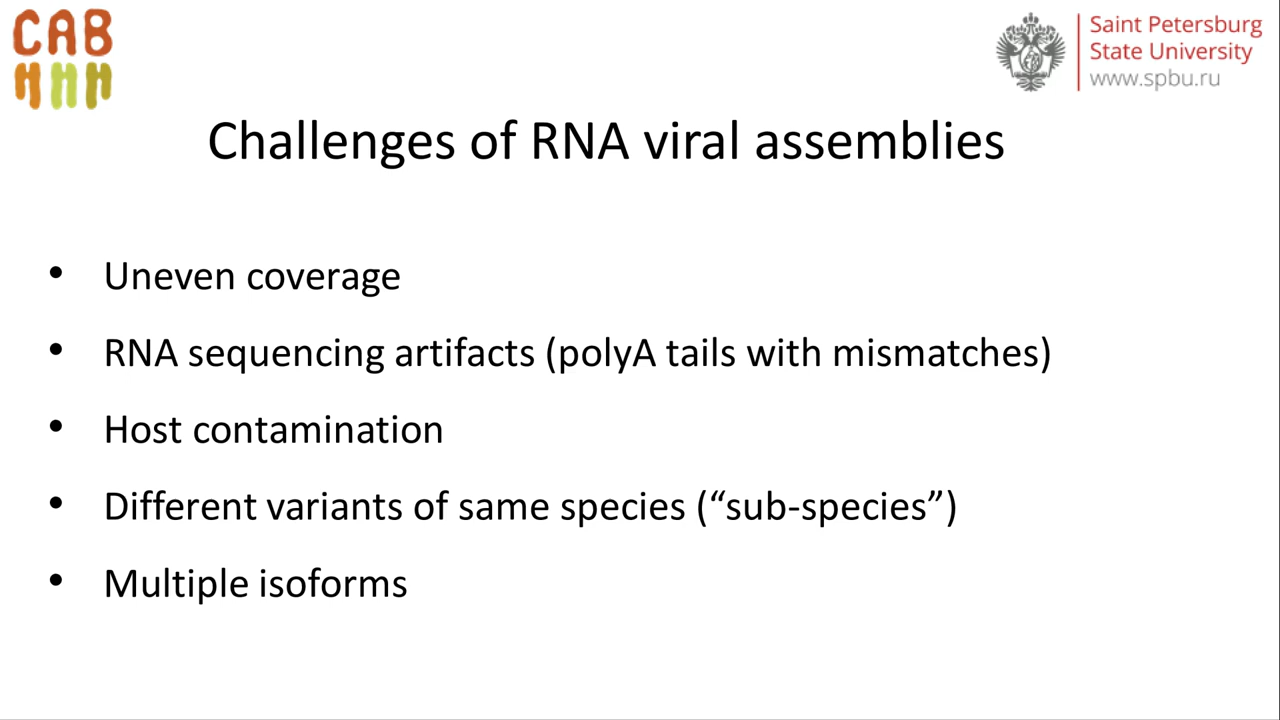 CAB
Saint Petersburg
State University
www.spbu.ru
Challenges of RNA viral assemblies
• Uneven coverage
• RNA sequencing artifacts (polyA tails with mismatches)
• Host contamination
• Different variants of same species (“sub-species”)
• Multiple isoforms